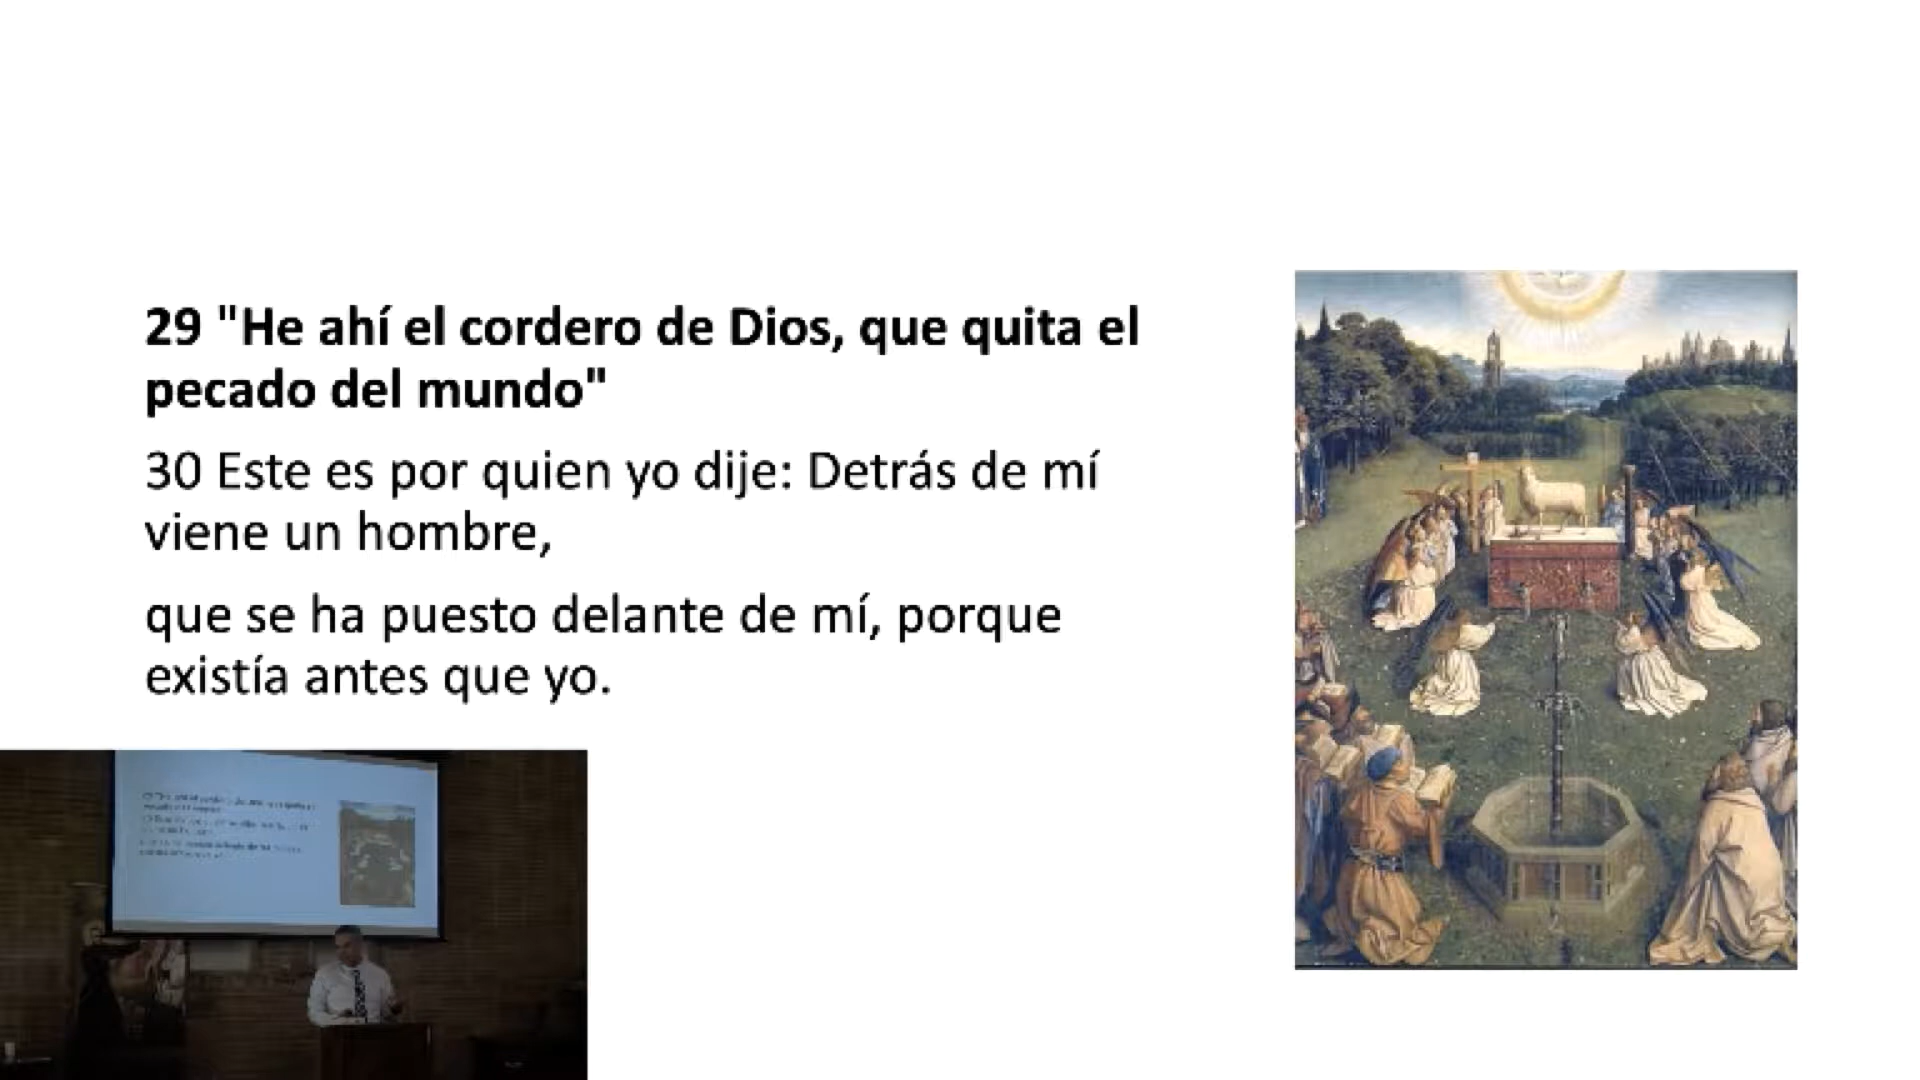 29 "He ahí el cordero de Dios, que quita el
pecado del mundo"
30 Este es por quien yo dije: Detrás de mí
viene un hombre,
que se ha puesto delante de mí, porque
existía antes que yo.